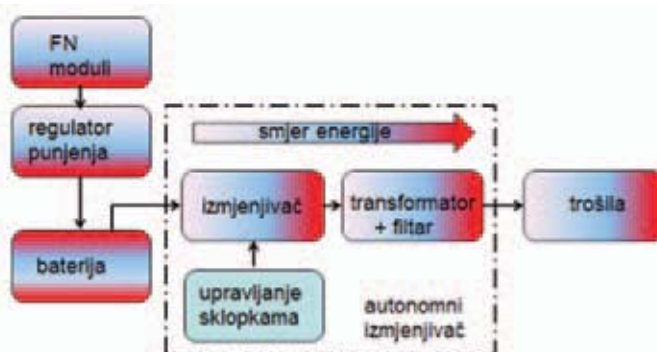 FN
moduli
regulator
punjenja
baterija
smjer energije
izmjenjivač
transformator
+ filtar
trošila
upravljanje
sklopkama
autonomni
izmjenjivač